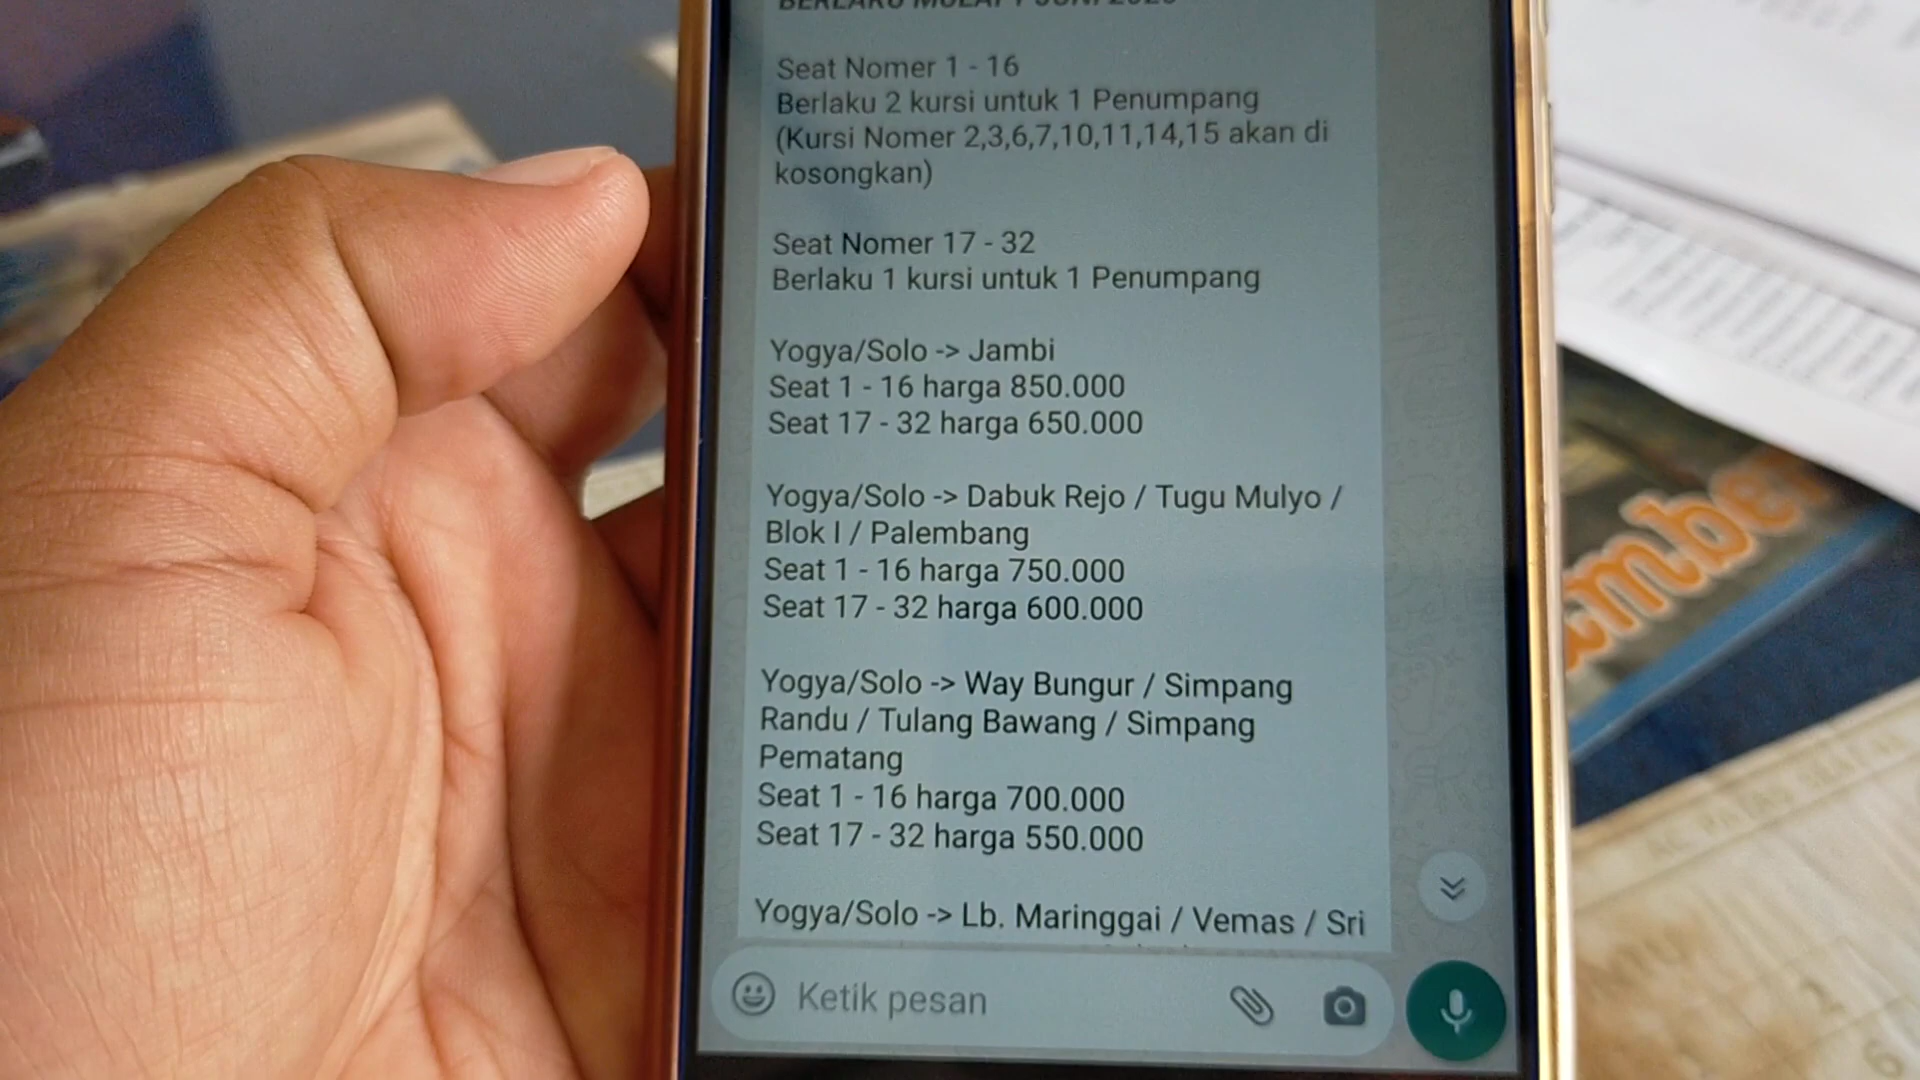 BERLAKU MULAI 1 JUNI 2020
Seat Nomer 1 - 16
Berlaku 2 kursi untuk 1 Penumpang
(Kursi Nomer 2,3,6,7,10,11,14,15 akan di
kosongkan)
Seat Nomer 17 - 32
Berlaku 1 kursi untuk 1 Penumpang
Yogya/Solo -> Jambi
Seat 1 - 16 harga 850.000
Seat 17 - 32 harga 650.000
Yogya/Solo -> Dabuk Rejo / Tugu Mulyo /
Blok I / Palembang
Seat 1 - 16 harga 750.000
Seat 17 - 32 harga 600.000
Yogya/Solo -> Way Bungur / Simpang
Randu / Tulang Bawang / Simpang
Pematang
Seat 1 - 16 harga 700.000
Seat 17 - 32 harga 550.000
Yogya/Solo -> Lb. Maringgai / Vemas / Sri
Ketik pesan